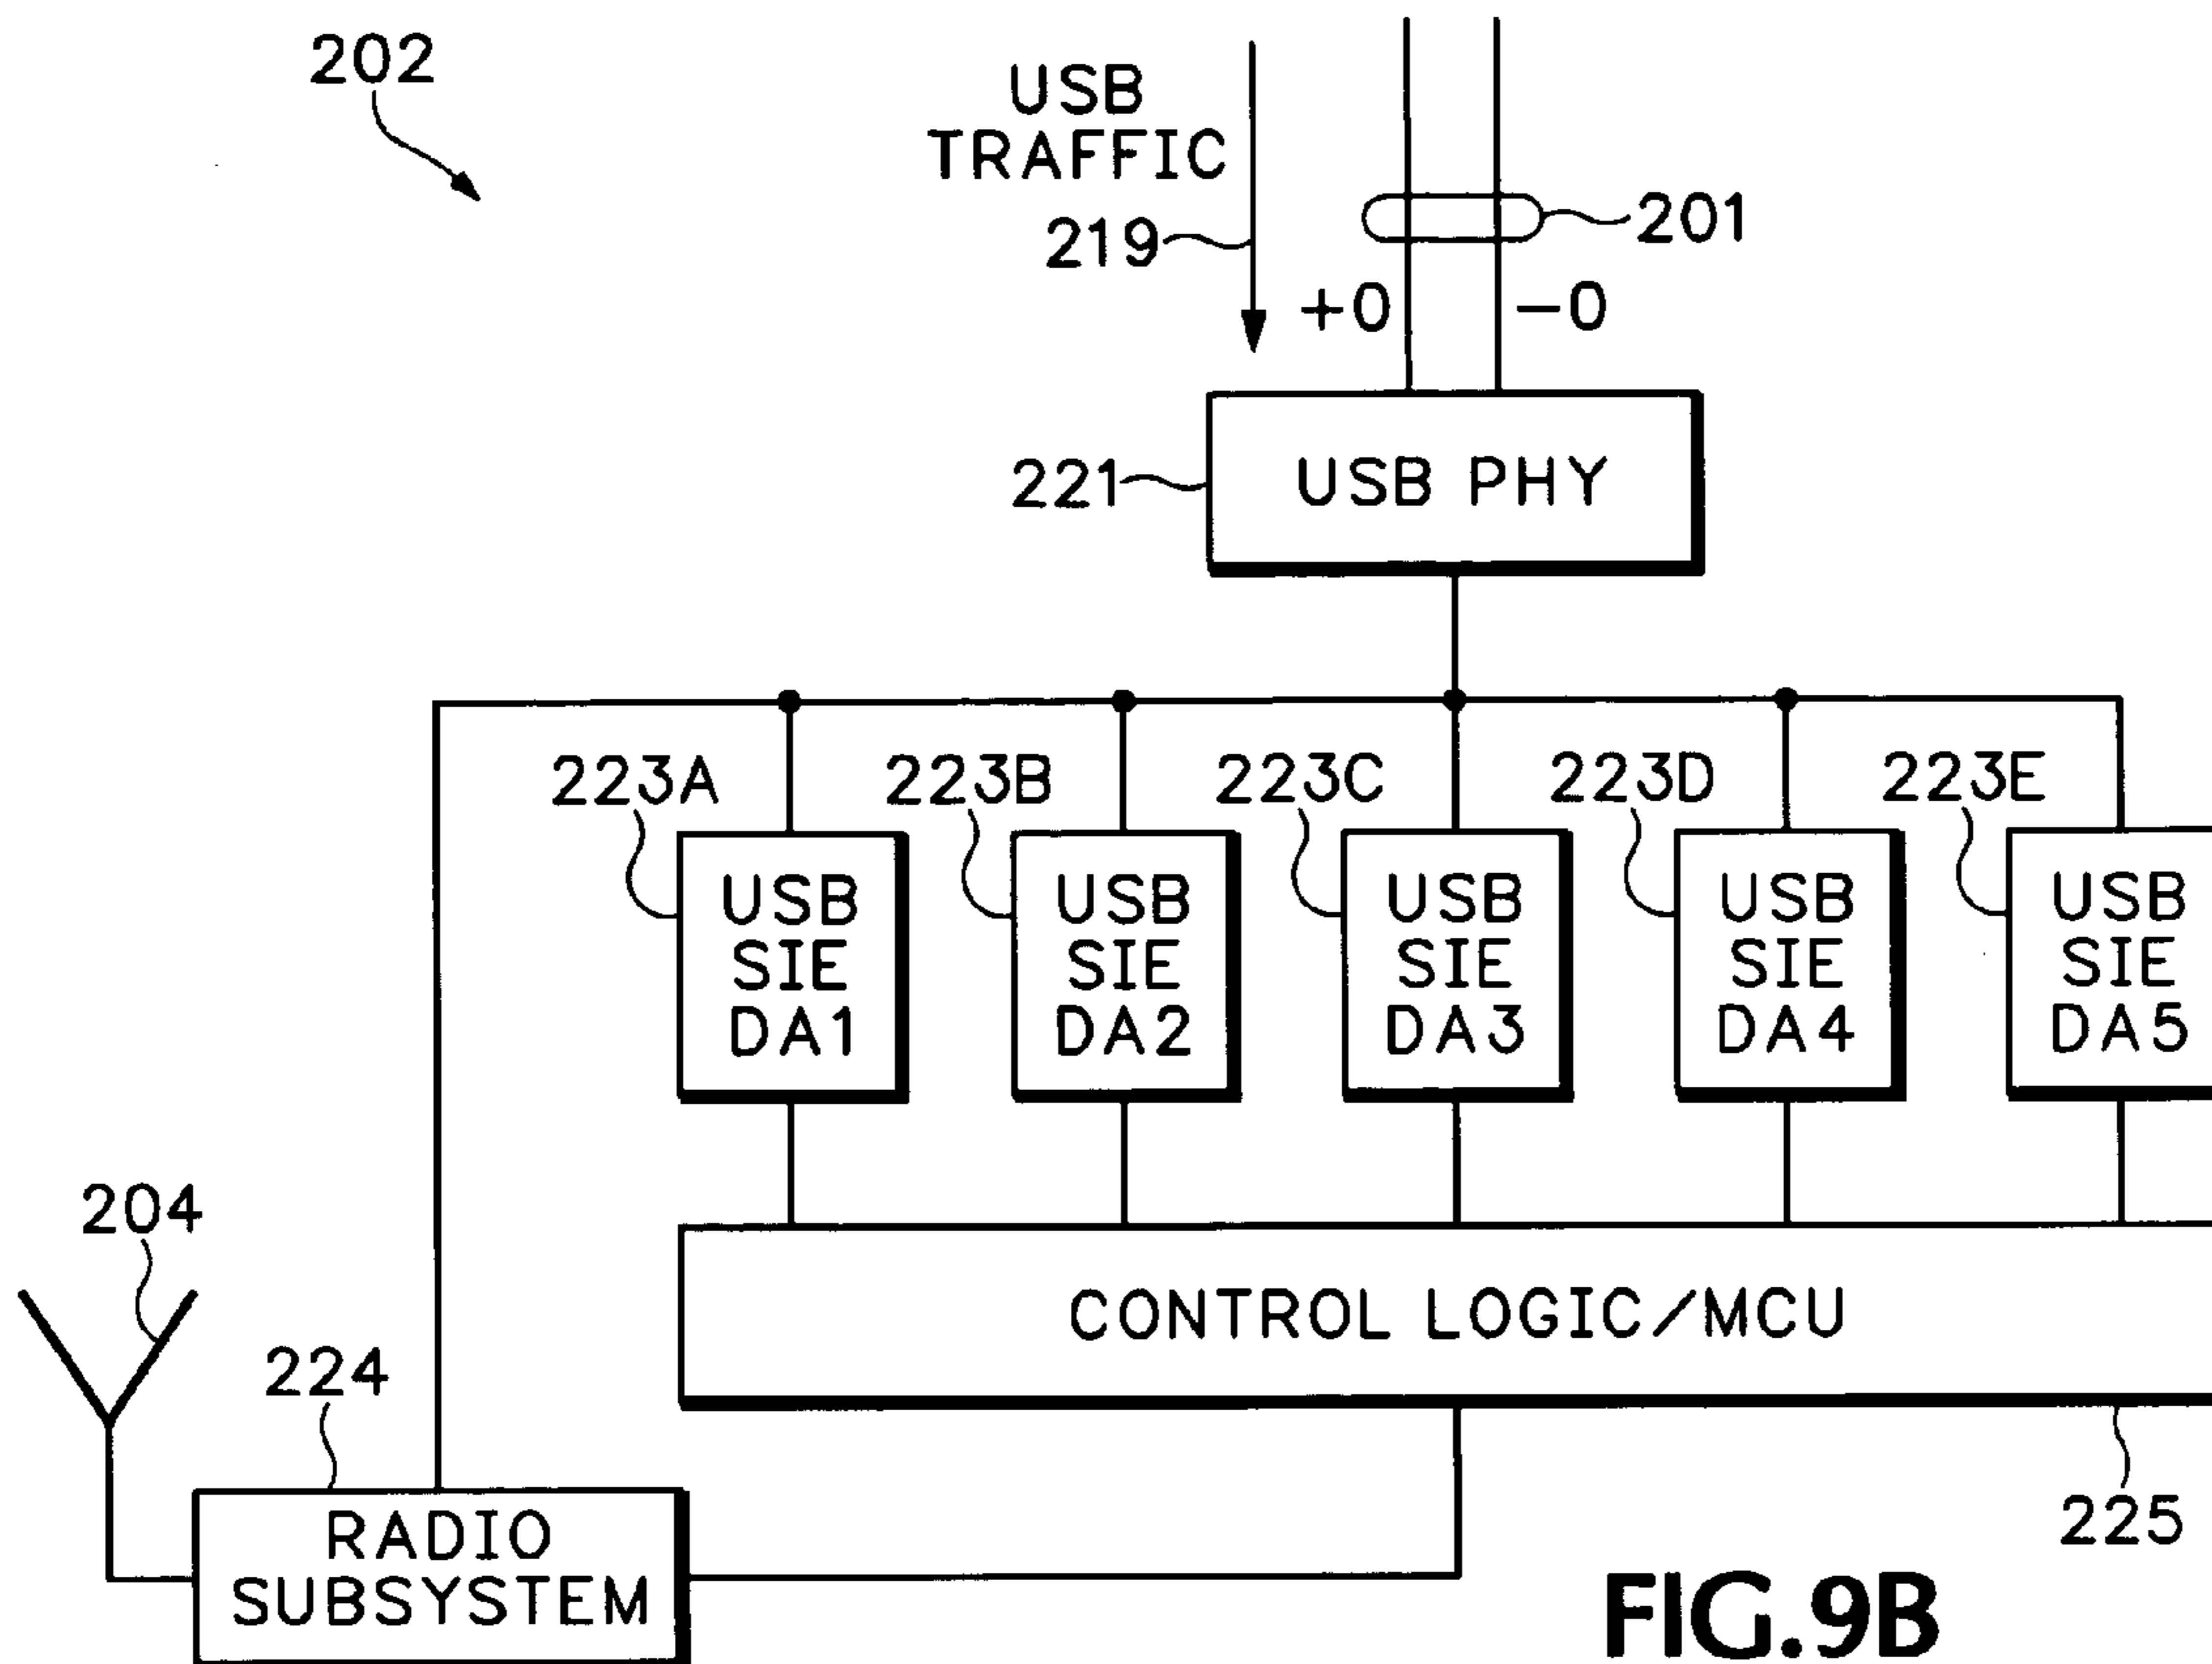 202
USB
TRAFFIC
219
201
+0
−0
221
USB PHY
223A
223B
223C
223D
223E
USB
SIE
DA1
USB
SIE
DA2
USB
SIE
DA3
USB
SIE
DA4
USB
SIE
DA5
204
CONTROL LOGIC/MCU
224
225
RADIO
SUBSYSTEM
FIG.9B